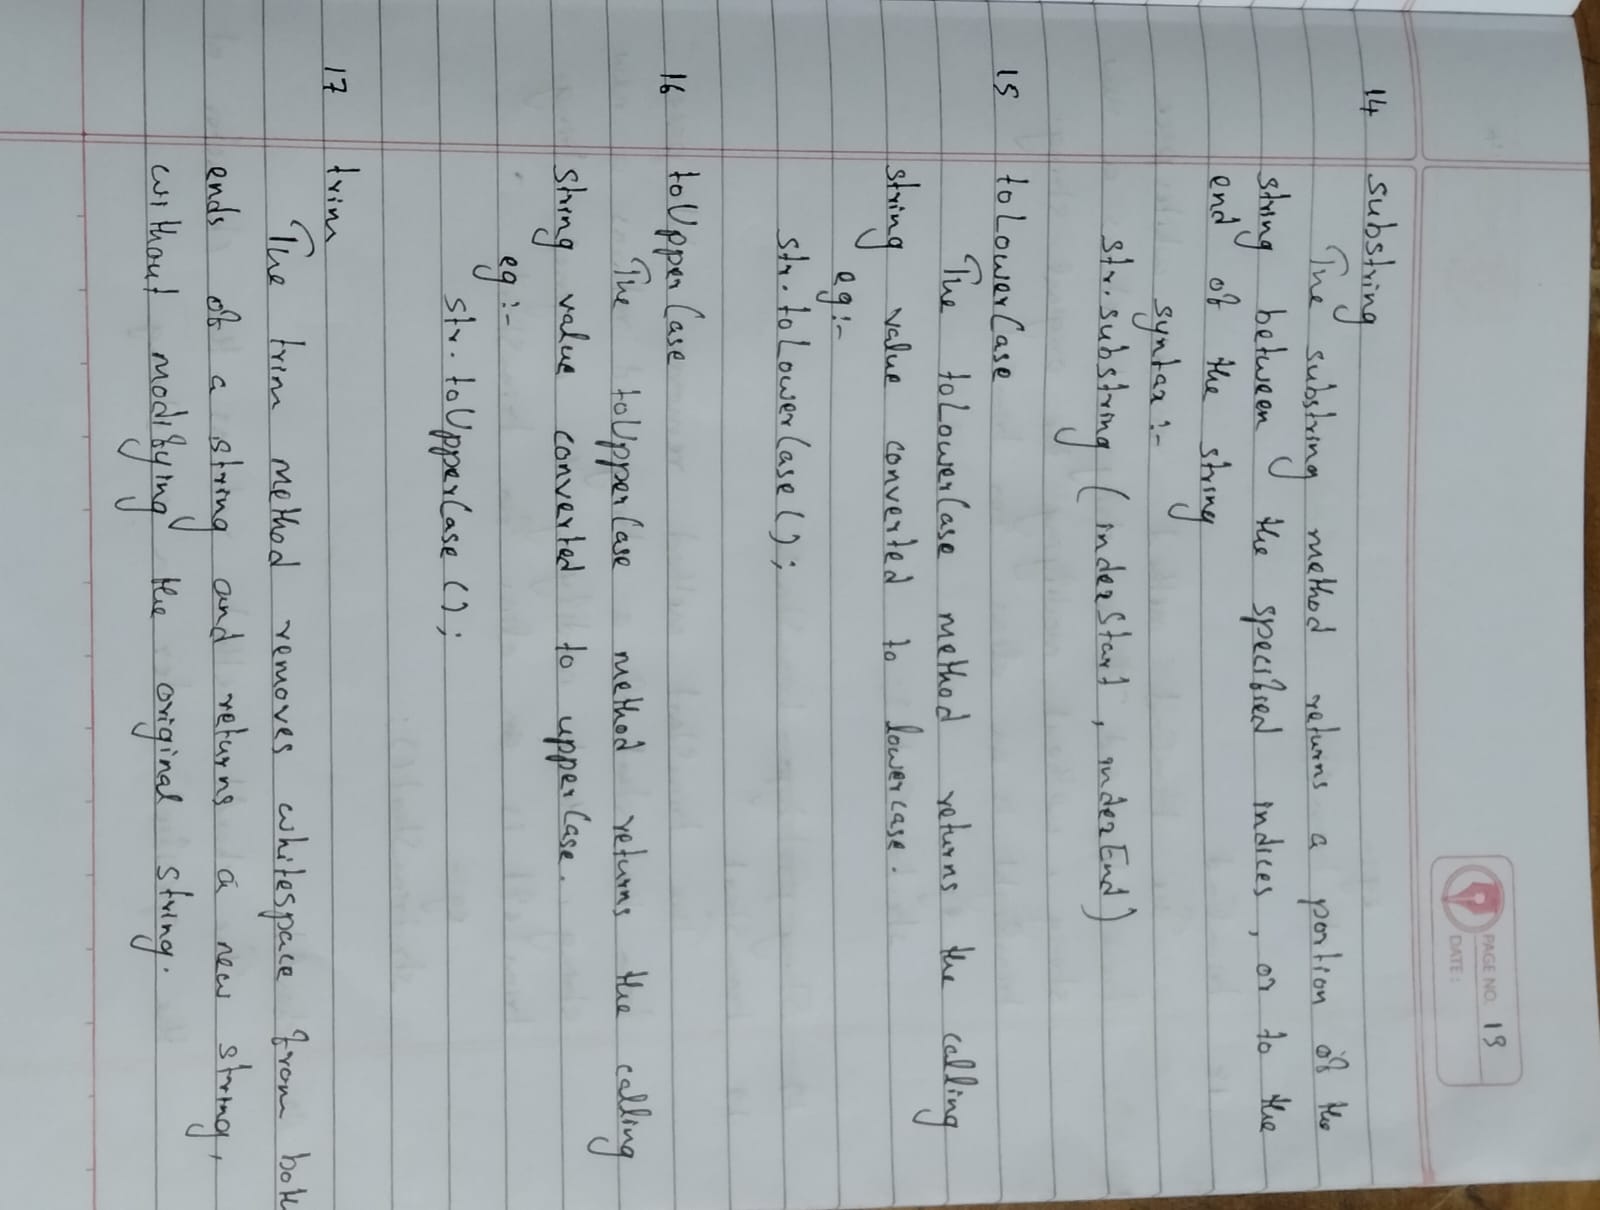 PAGE NO. 19
DATE:
14 substring
The substring method returns a portion of the
string between the specified indices, or to the
end of the string
syntax :-
str.substring (indexStart, indexEnd)
15 toLowerCase
The toLowerCase method returns the calling
string value converted to lowercase.
eg :-
str.toLowerCase();
16 toUpperCase
The toUpperCase method returns the calling
string value converted to upperCase.
eg :-
str.toUpperCase();
17 trim
The trim method removes whitespace from both
ends of a string and returns a new string,
without modifying the original string.